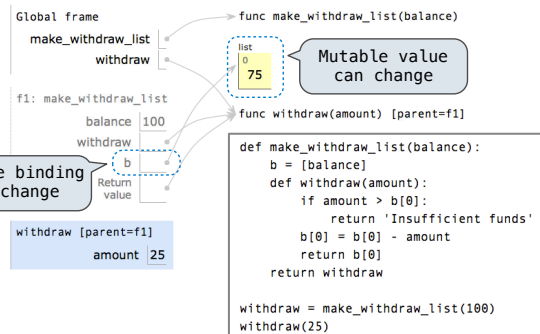 Global frame
make_withdraw_list
withdraw
func make_withdraw_list(balance)
list
0
75
Mutable value
can change
f1: make_withdraw_list
balance 100
withdraw
b
Return
value
func withdraw(amount) [parent=f1]
binding
change
withdraw [parent=f1]
amount 25
def make_withdraw_list(balance):
    b = [balance]
    def withdraw(amount):
        if amount > b[0]:
            return 'Insufficient funds'
        b[0] = b[0] - amount
        return b[0]
    return withdraw
withdraw = make_withdraw_list(100)
withdraw(25)